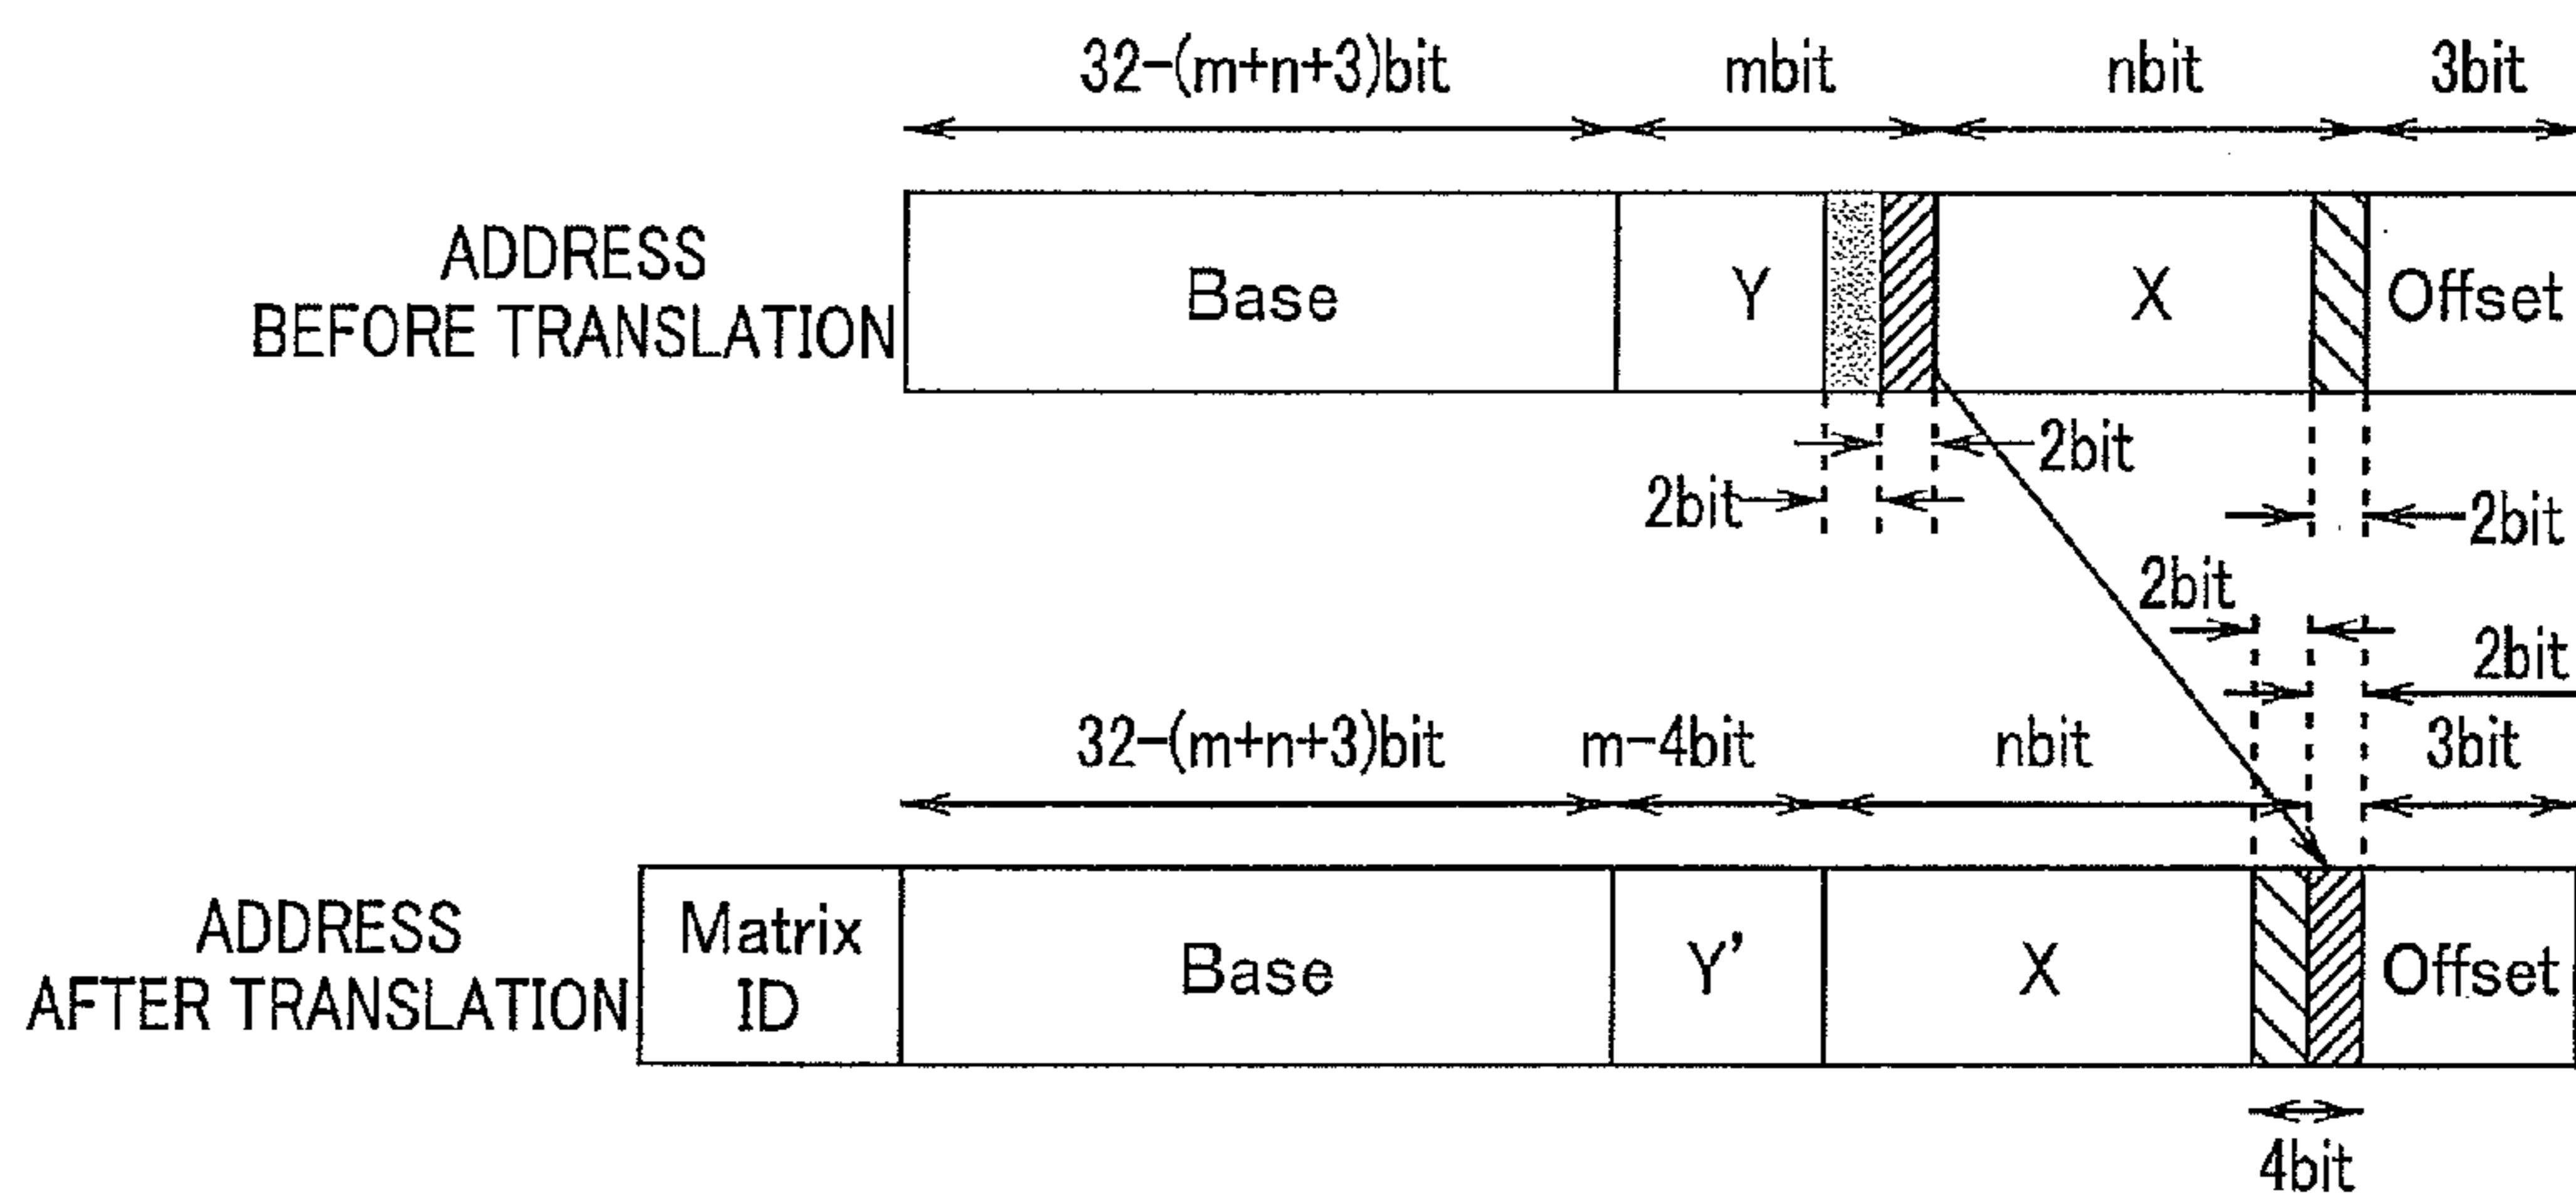 32-(m+n+3)bit mbit nbit 3bit
ADDRESS
BEFORE TRANSLATION
Base Y X Offset
2bit
2bit
2bit
2bit
2bit
32-(m+n+3)bit m-4bit nbit 3bit
ADDRESS
AFTER TRANSLATION
Matrix
ID
Base Y' X Offset
4bit